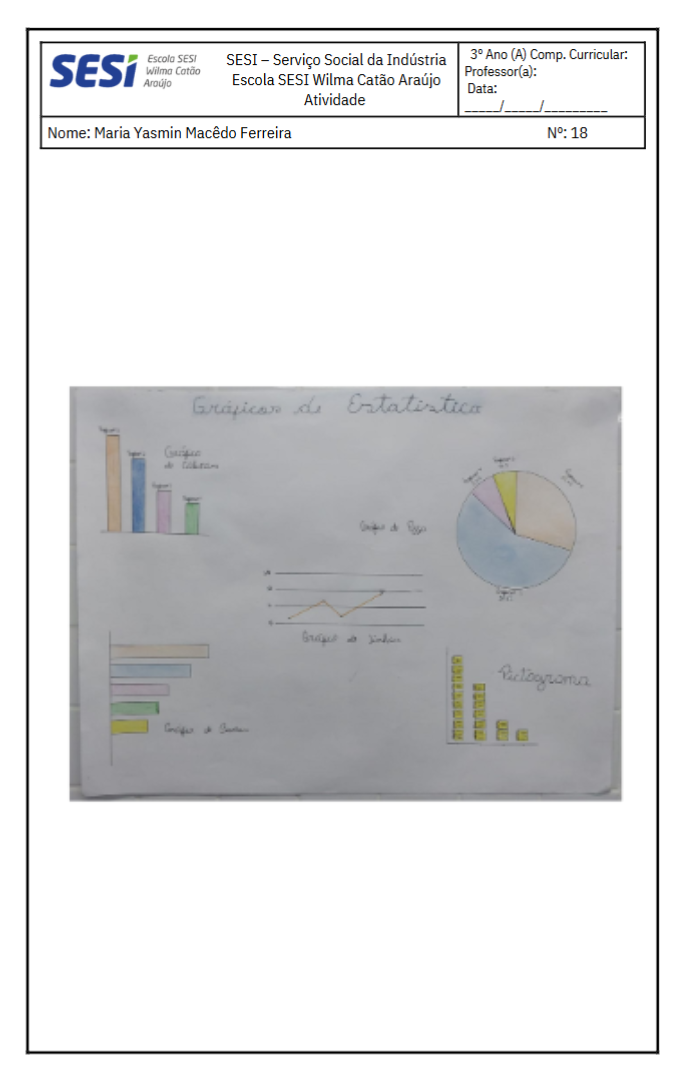 SESI
Escola SESI
Wilma Catão
Araújo
SESI – Serviço Social da Indústria
Escola SESI Wilma Catão Araújo
Atividade
3º Ano (A) Comp. Curricular:
Professor(a):
Data:
_____/_____/_________
Nome: Maria Yasmin Macêdo Ferreira
Nº: 18
Gráficos de Estatística
Gráfico
de Colunas
Gráfico de Pizza
Gráfico de Linhas
Pictograma
Gráfico de Barras